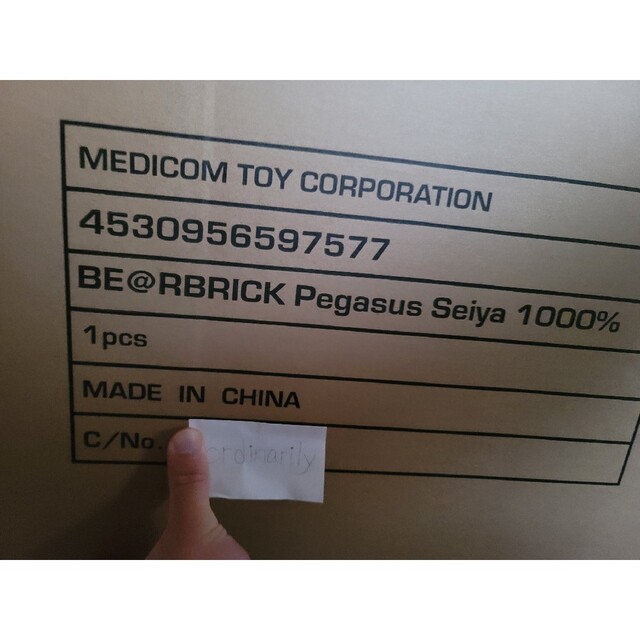 MEDICOM TOY CORPORATION
4530956597577
BE@RBRICK Pegasus Seiya 1000%
1pcs
MADE IN CHINA
C/No.
ordinarily